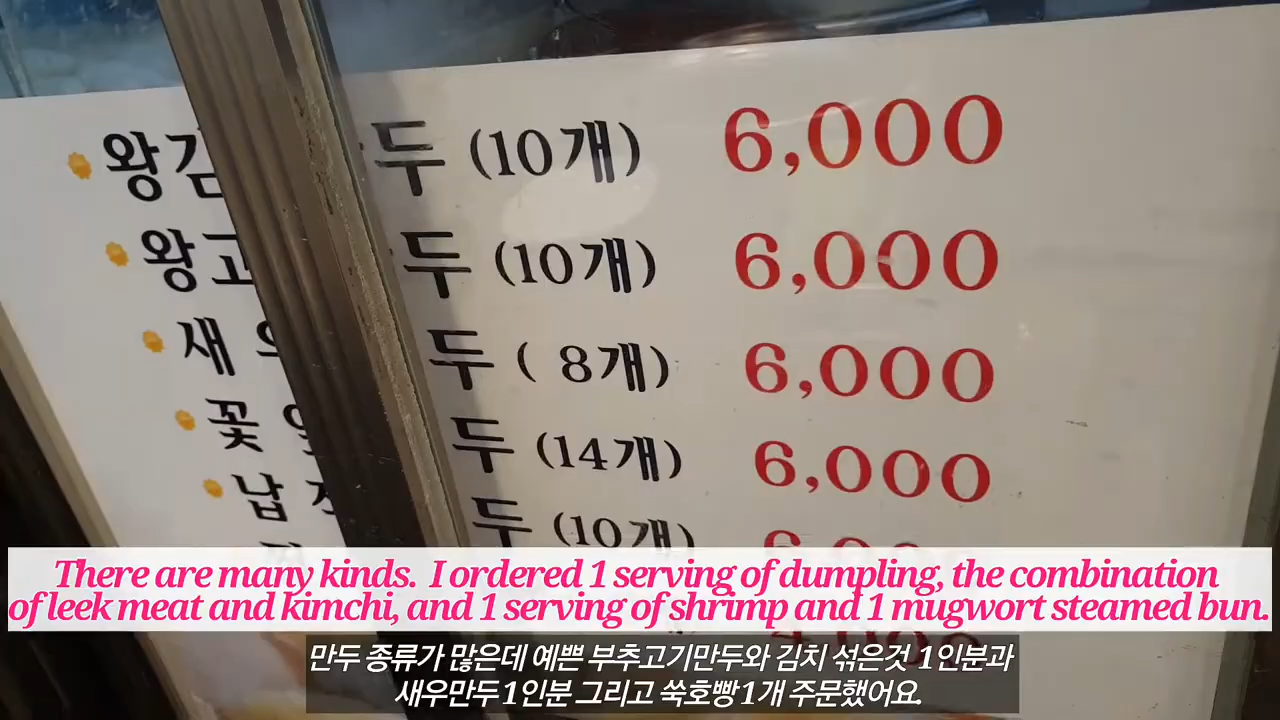 왕김 두 (10개) 6,000
왕고 두 (10개) 6,000
새 두 ( 8개) 6,000
꽃 두 (14개) 6,000
납 두 (10개)
There are many kinds. I ordered 1 serving of dumpling, the combination
of leek meat and kimchi, and 1 serving of shrimp and 1 mugwort steamed bun.
만두 종류가 많은데 예쁜 부추고기만두와 김치 섞은것 1인분과
새우만두1인분 그리고 쑥호빵1개 주문했어요.